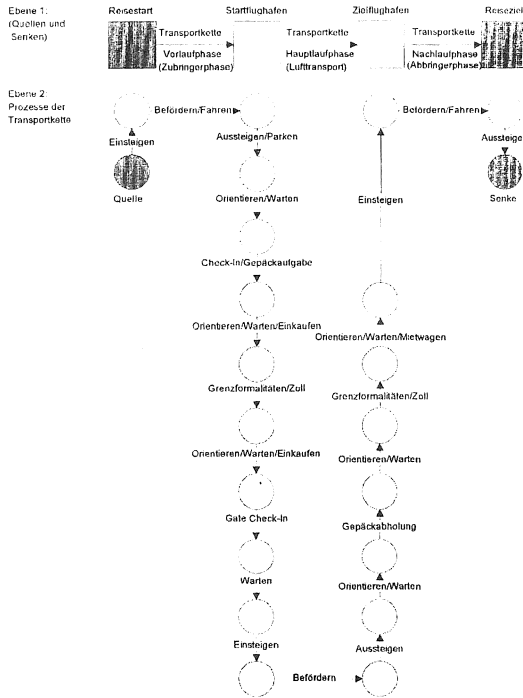 Ebene 1:
(Quellen und
Senken)
Reisestart
Startflughafen
Zielflughafen
Reiseziel
Transportkette
Vorlaufphase
(Zubringerphase)
Transportkette
Hauptlaufphase
(Lufttransport)
Transportkette
Nachlaufphase
(Abbringerphase)
Ebene 2
Prozesse der
Transportkette
Befördern/Fahren
Befördern/Fahren
Einsteigen
Aussteigen/Parken
Aussteige
Quelle
Orientieren/Warten
Einsteigen
Senke
Check-In/Gepäckaufgabe
Orientieren/Warten/Einkaufen
Orientieren/Warten/Mietwagen
Grenzformalitäten/Zoll
Grenzformalitäten/Zoll
Orientieren/Warten/Einkaufen
Orientieren/Warten
Gate Check-In
Gepäckabholung
Warten
Orientieren/Warten
Einsteigen
Aussteigen
Befördern